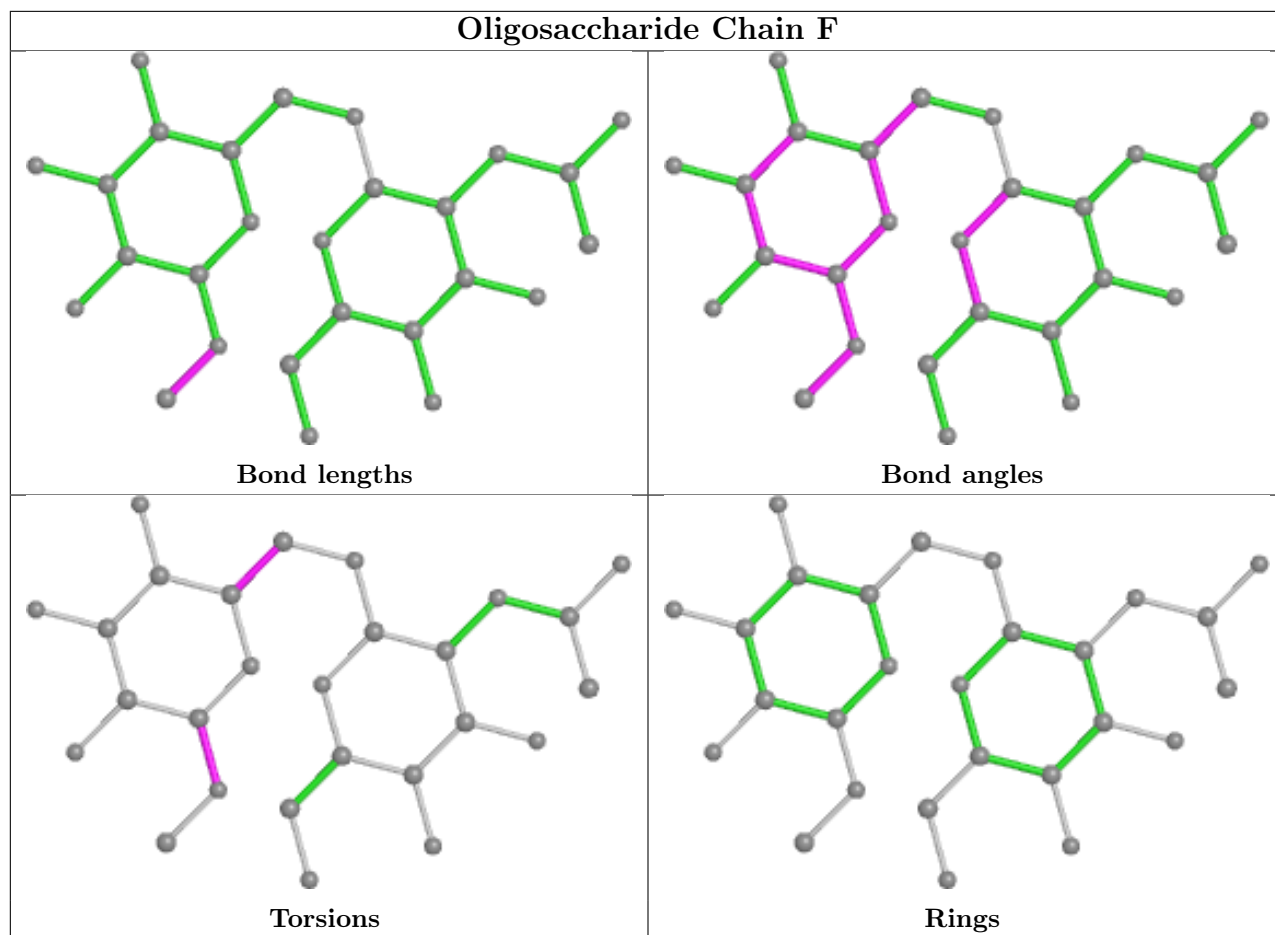 Oligosaccharide Chain F
Bond lengths
Bond angles
Torsions
Rings